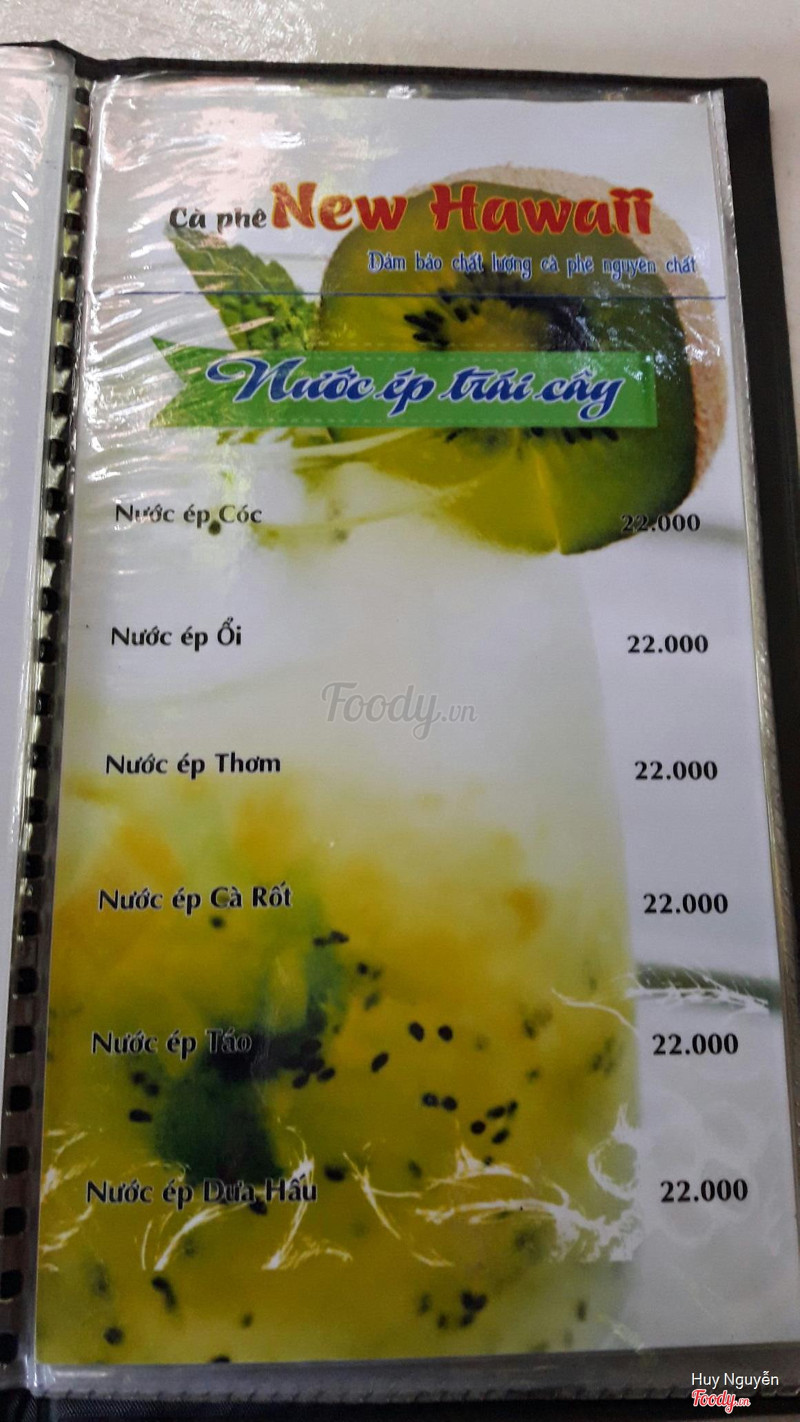 Cà phê New Hawaii
Đảm bảo chất lượng cà phê nguyên chất
Nước ép trái cây
Nước ép Cóc 22.000
Nước ép Ổi 22.000
Foody.vn
Nước ép Thơm 22.000
Nước ép Cà Rốt 22.000
Nước ép Táo 22.000
Nước ép Dưa Hấu 22.000
Huy Nguyễn
Foody.vn